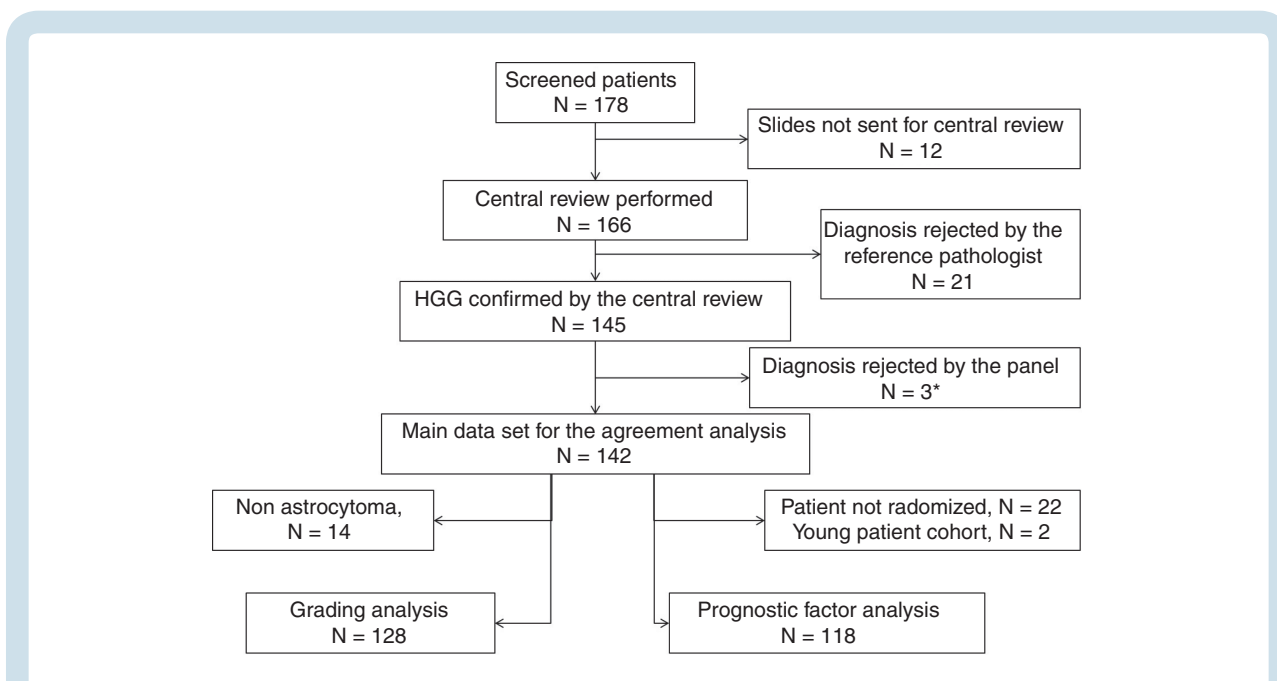 Screened patients
N = 178
Slides not sent for central review
N = 12
Central review performed
N = 166
Diagnosis rejected by the
reference pathologist
N = 21
HGG confirmed by the central review
N = 145
Diagnosis rejected by the panel
N = 3*
Main data set for the agreement analysis
N = 142
Non astrocytoma,
N = 14
Patient not radomized, N = 22
Young patient cohort, N = 2
Grading analysis
N = 128
Prognostic factor analysis
N = 118